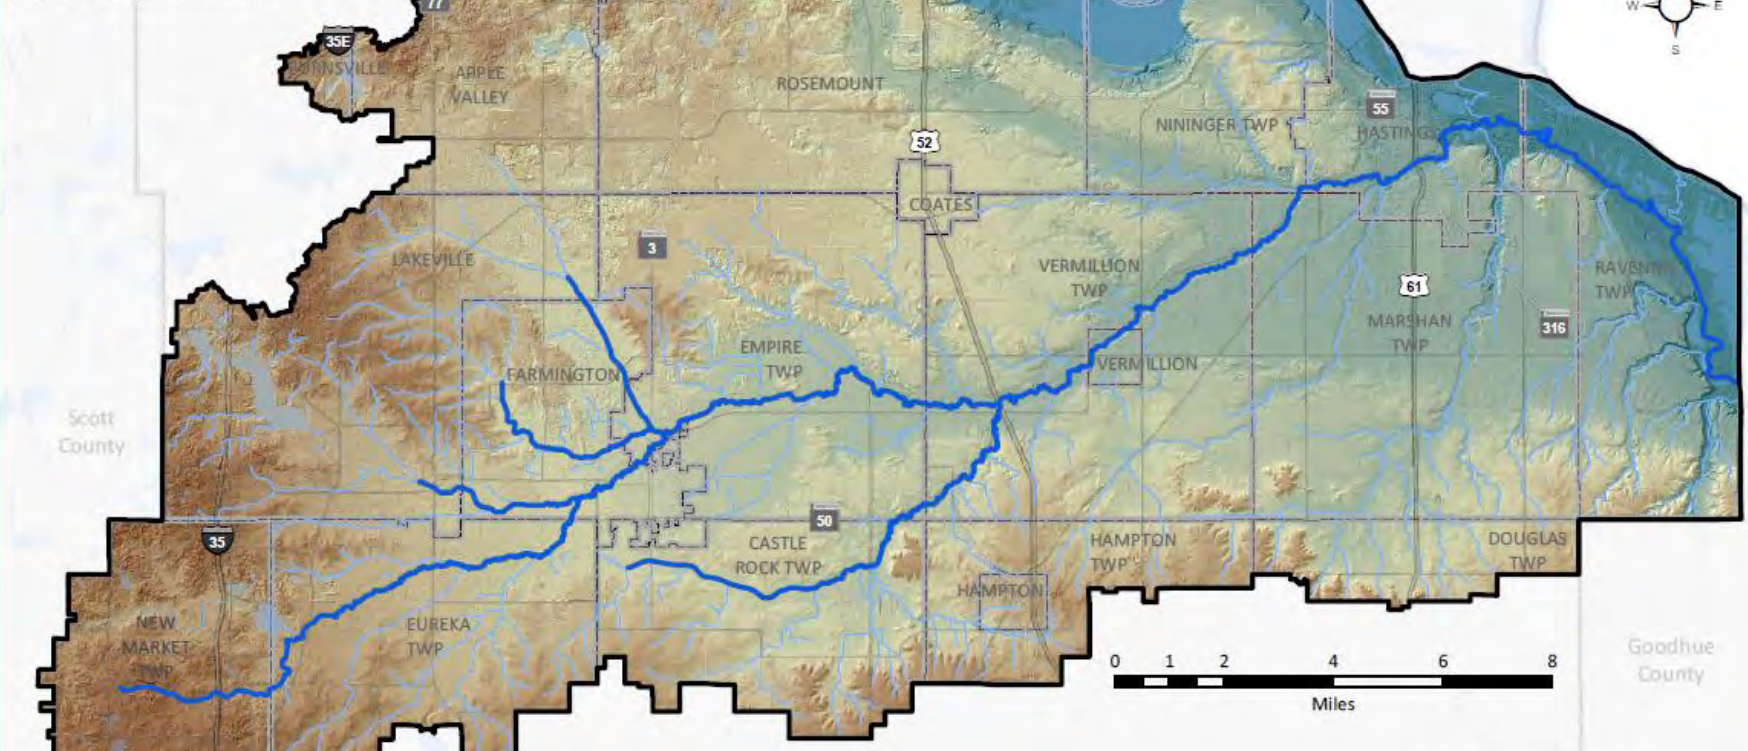 77
35E
W
E
S
BURNSVILLE
APPLE
VALLEY
ROSEMOUNT
55
NININGER TWP
HASTINGS
52
COATES
3
LAKEVILLE
VERMILLION
TWP
RAVENNA
TWP
61
MARSHAN
TWP
316
EMPIRE
TWP
FARMINGTON
VERMILLION
Scott
County
50
35
CASTLE
ROCK TWP
HAMPTON
TWP
DOUGLAS
TWP
HAMPTON
NEW
MARKET
TWP
EUREKA
TWP
Goodhue
County
0 1 2 4 6 8
Miles